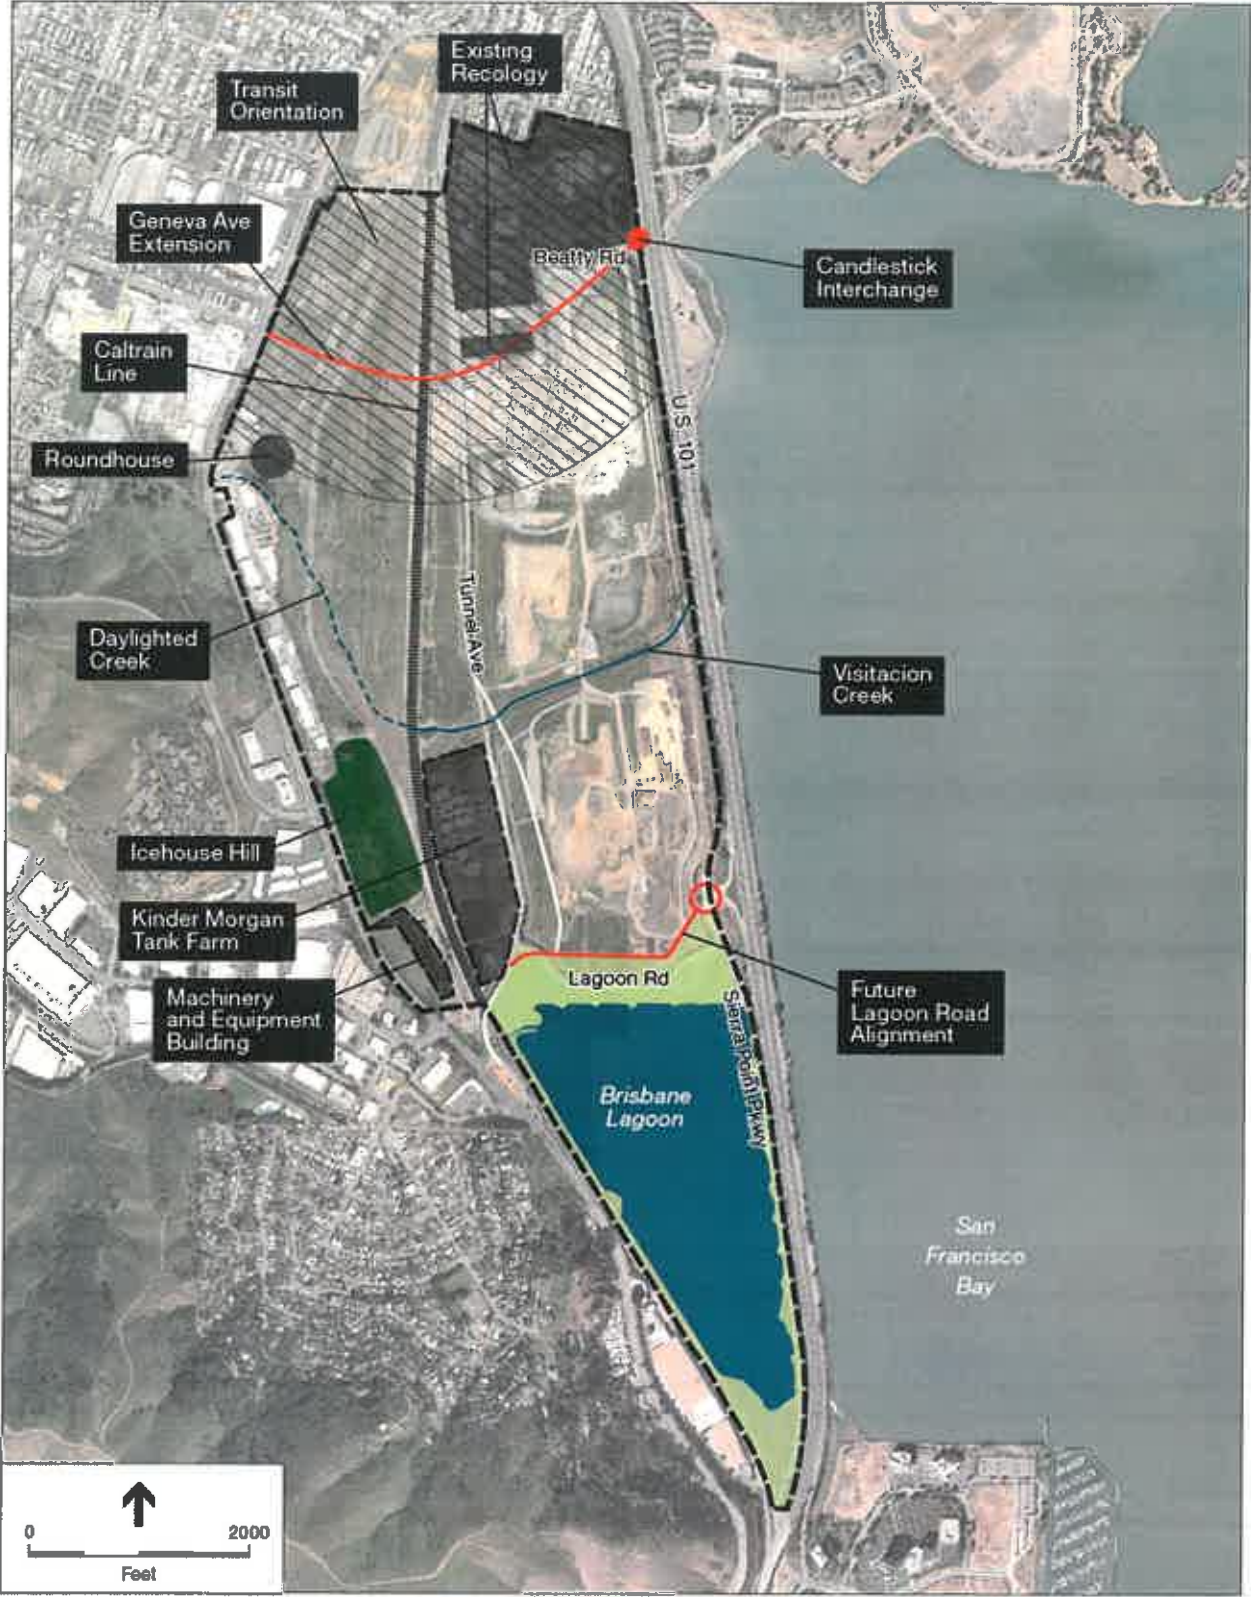 Existing
Recology
Transit
Orientation
Geneva Ave
Extension
Beatty Rd
Candlestick
Interchange
Caltrain
Line
U.S. 101
Roundhouse
Tunnel Ave
Daylighted
Creek
Visitacion
Creek
Icehouse Hill
Kinder Morgan
Tank Farm
Lagoon Rd
Machinery
and Equipment
Building
Future
Lagoon Road
Alignment
Sierra Point Pkwy
Brisbane
Lagoon
San
Francisco
Bay
0 2000
Feet